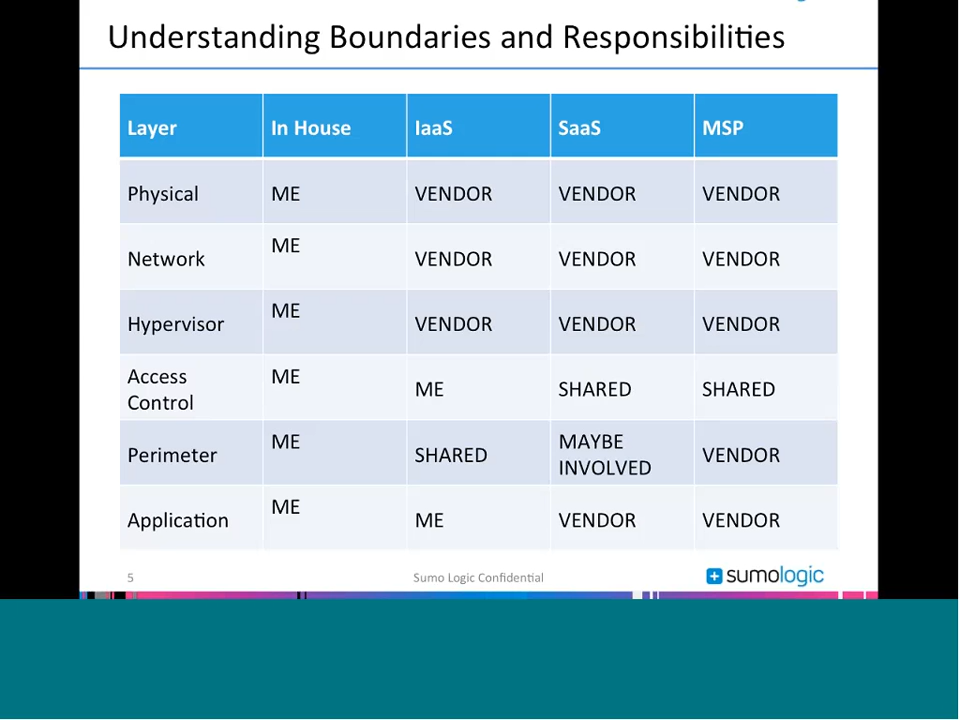 Understanding Boundaries and Responsibilities
Layer In House IaaS SaaS MSP
Physical ME VENDOR VENDOR VENDOR
Network ME VENDOR VENDOR VENDOR
Hypervisor ME VENDOR VENDOR VENDOR
Access
Control ME ME SHARED SHARED
Perimeter ME SHARED MAYBE
INVOLVED VENDOR
Application ME ME VENDOR VENDOR
5 Sumo Logic Confidential sumologic